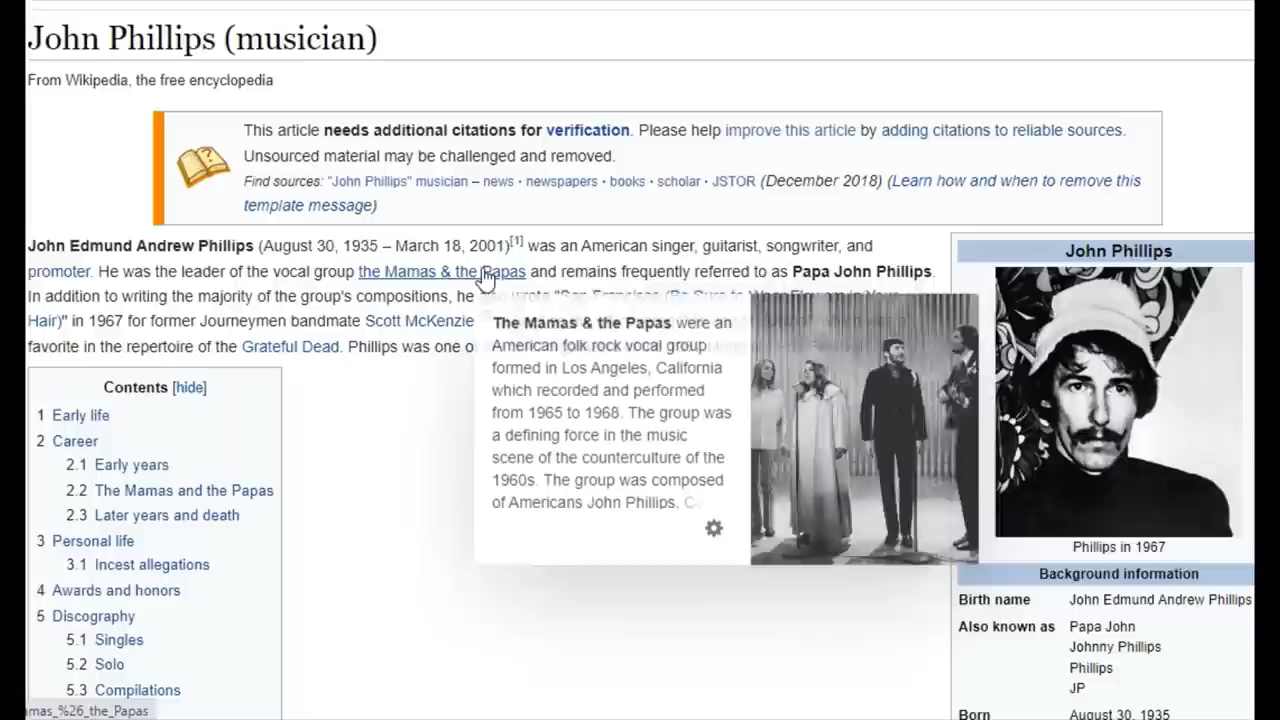 John Phillips (musician)
From Wikipedia, the free encyclopedia
This article needs additional citations for verification. Please help improve this article by adding citations to reliable sources.
Unsourced material may be challenged and removed.
Find sources: "John Phillips" musician – news · newspapers · books · scholar · JSTOR (December 2018) (Learn how and when to remove this
template message)
John Edmund Andrew Phillips (August 30, 1935 – March 18, 2001)[1] was an American singer, guitarist, songwriter, and
promoter. He was the leader of the vocal group the Mamas & the Papas and remains frequently referred to as Papa John Phillips.
In addition to writing the majority of the group's compositions, he also wrote "San Francisco (Be Sure to Wear Flowers in Your
Hair)" in 1967 for former Journeymen bandmate Scott McKenzie
favorite in the repertoire of the Grateful Dead. Phillips was one o
The Mamas & the Papas were an
American folk rock vocal group
formed in Los Angeles, California
which recorded and performed
from 1965 to 1968. The group was
a defining force in the music
scene of the counterculture of the
1960s. The group was composed
of Americans John Phillips,
Contents [hide]
1 Early life
2 Career
2.1 Early years
2.2 The Mamas and the Papas
2.3 Later years and death
3 Personal life
3.1 Incest allegations
4 Awards and honors
5 Discography
5.1 Singles
5.2 Solo
5.3 Compilations
John Phillips
Phillips in 1967
Background information
Birth name John Edmund Andrew Phillips
Also known as Papa John
Johnny Phillips
Phillips
JP
Born August 30, 1935
mas_%26_the_Papas